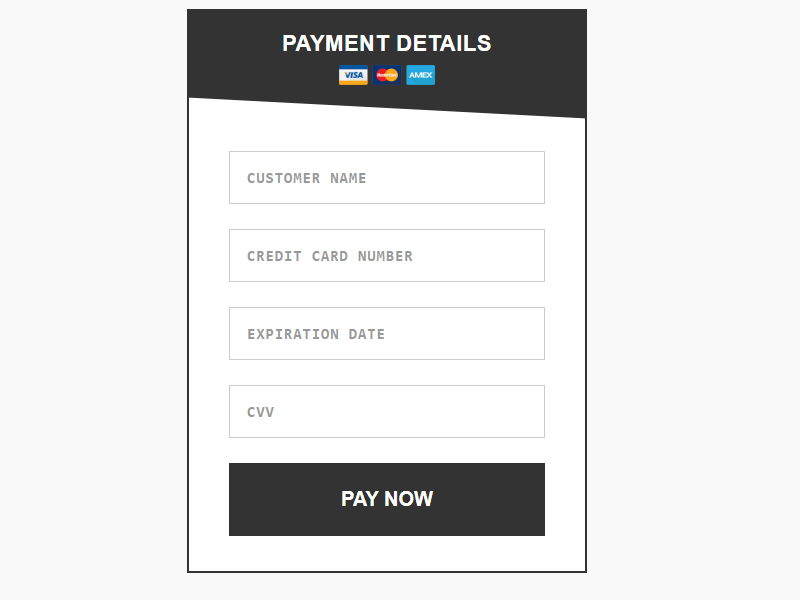 PAYMENT DETAILS
VISA MasterCard AMEX
CUSTOMER NAME
CREDIT CARD NUMBER
EXPIRATION DATE
CVV
PAY NOW